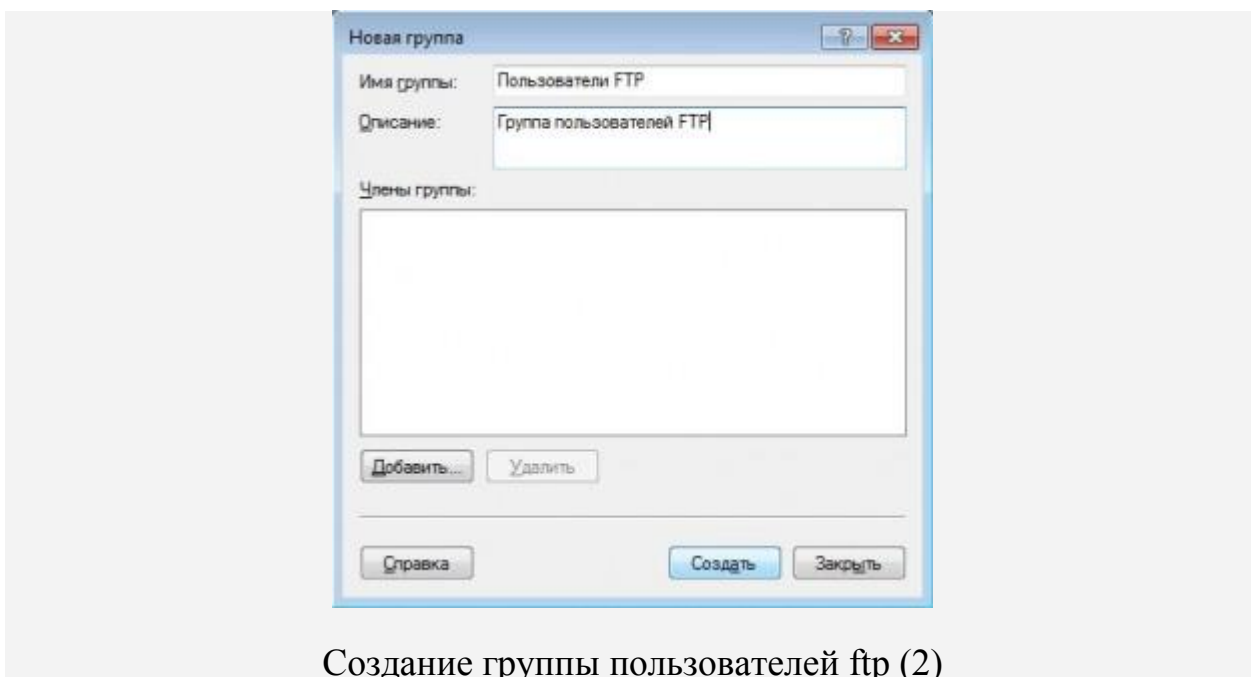 Новая группа
Имя группы: Пользователи FTP
Описание: Группа пользователей FTP
Члены группы:
Добавить... Удалить
Справка Создать Закрыть
Создание группы пользователей ftp (2)